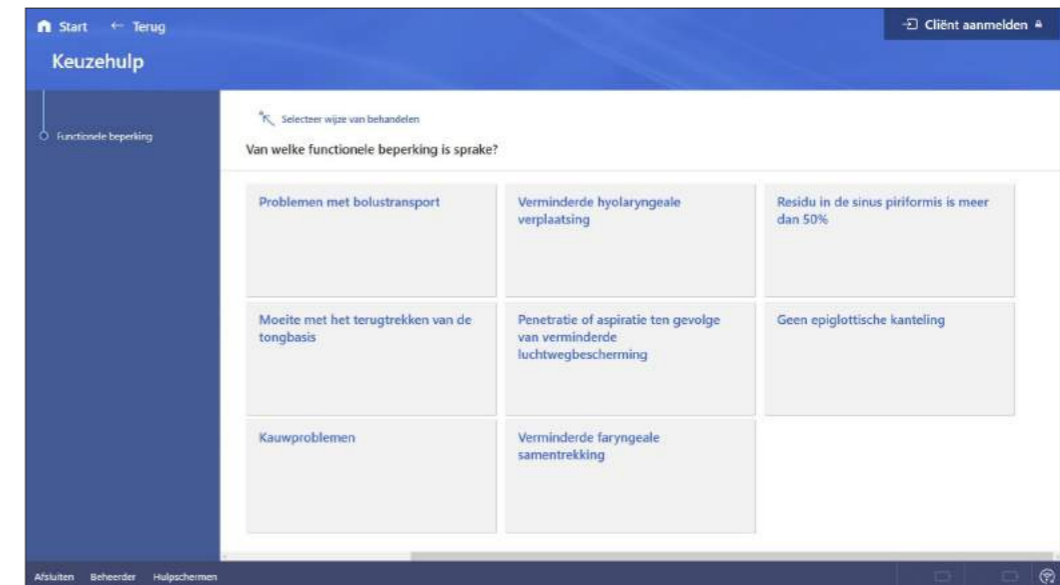 Start ← Terug
Cliënt aanmelden
Keuzehulp
Functionele beperking
Selecteer wijze van behandelen
Van welke functionele beperking is sprake?
Problemen met bolustransport
Verminderde hyolaryngeale
verplaatsing
Residu in de sinus piriformis is meer
dan 50%
Moeite met het terugtrekken van de
tongbasis
Penetratie of aspiratie ten gevolge
van verminderde
luchtwegbescherming
Geen epiglottische kanteling
Kauwproblemen
Verminderde faryngeale
samentrekking
Afsluiten Beheerder Hulpschermen